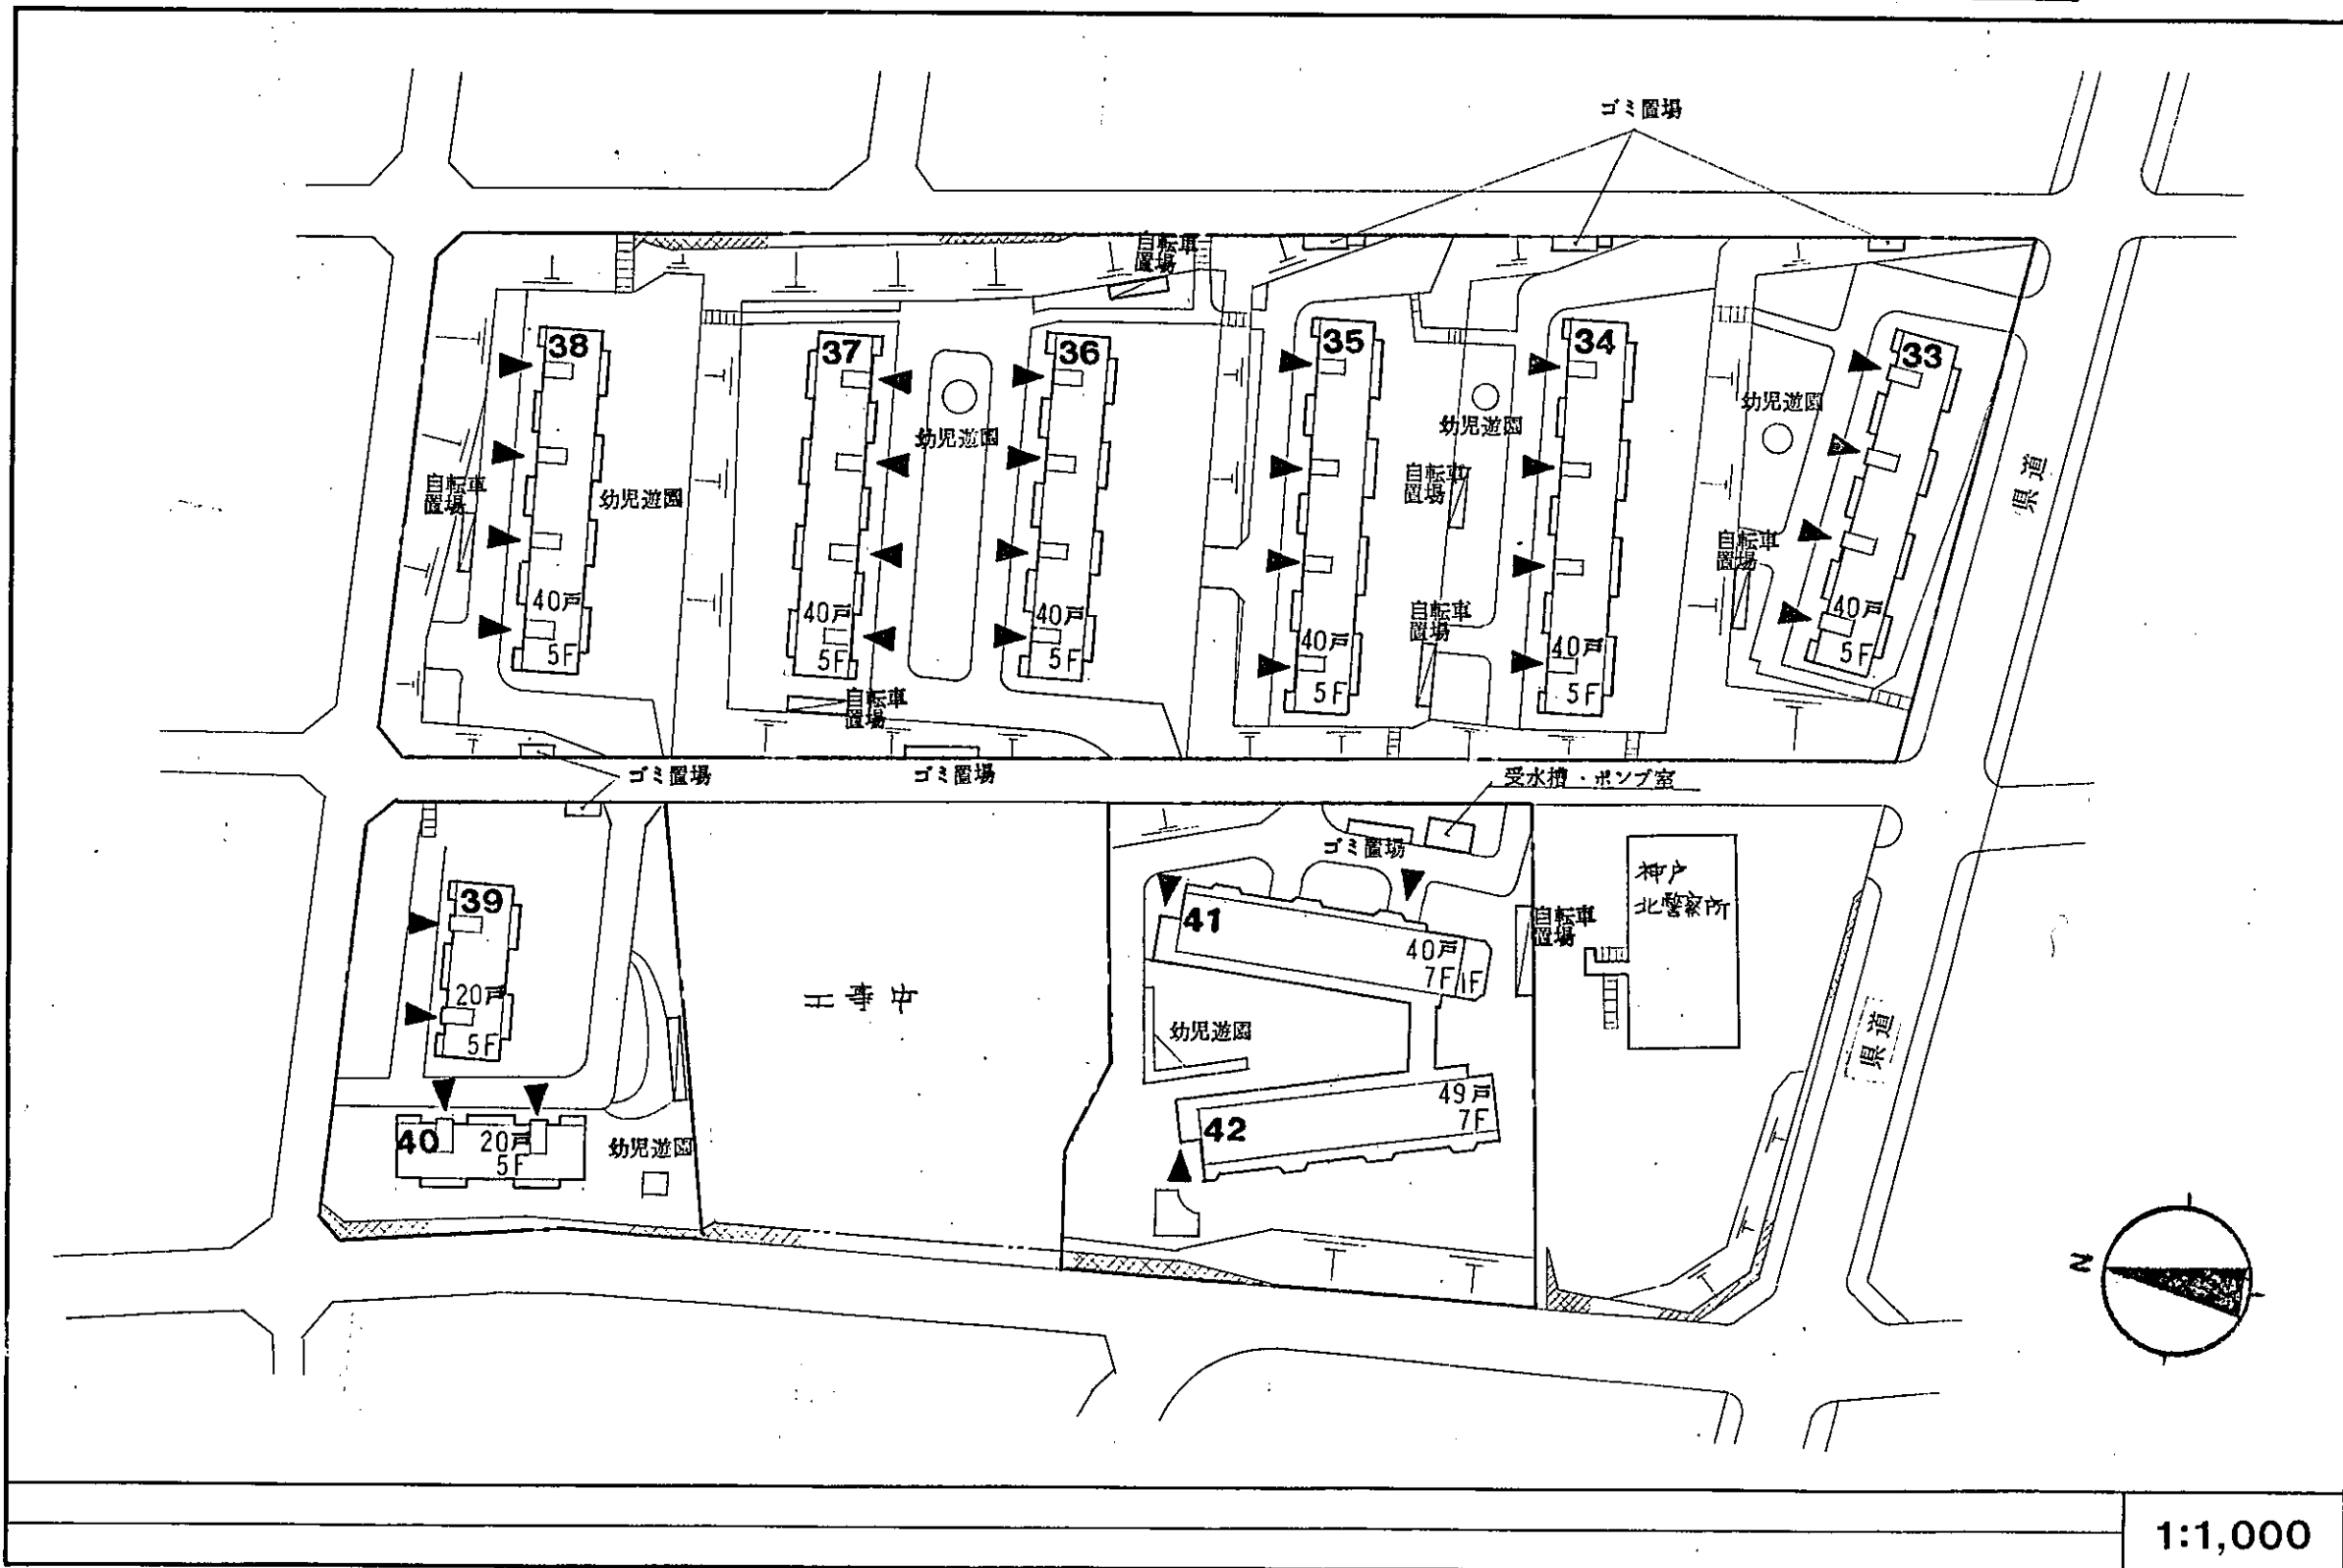 ゴミ置場
自転車
置場
38
37
36
35
34
33
幼児遊園
幼児遊園
幼児遊園
自転車
置場
幼児遊園
自転車
置場
県道
自転車
置場
40戸
5F
40戸
5F
40戸
5F
自転車
置場
40戸
5F
40戸
5F
40戸
5F
自転車
置場
ゴミ置場
ゴミ置場
受水槽・ポンプ室
ゴミ置場
神戸
北警察所
39
41
自転車
置場
40戸
7F
1F
20戸
5F
工事中
幼児遊園
県道
49戸
7F
42
40
20戸
5F
幼児遊園
N
1:1,000